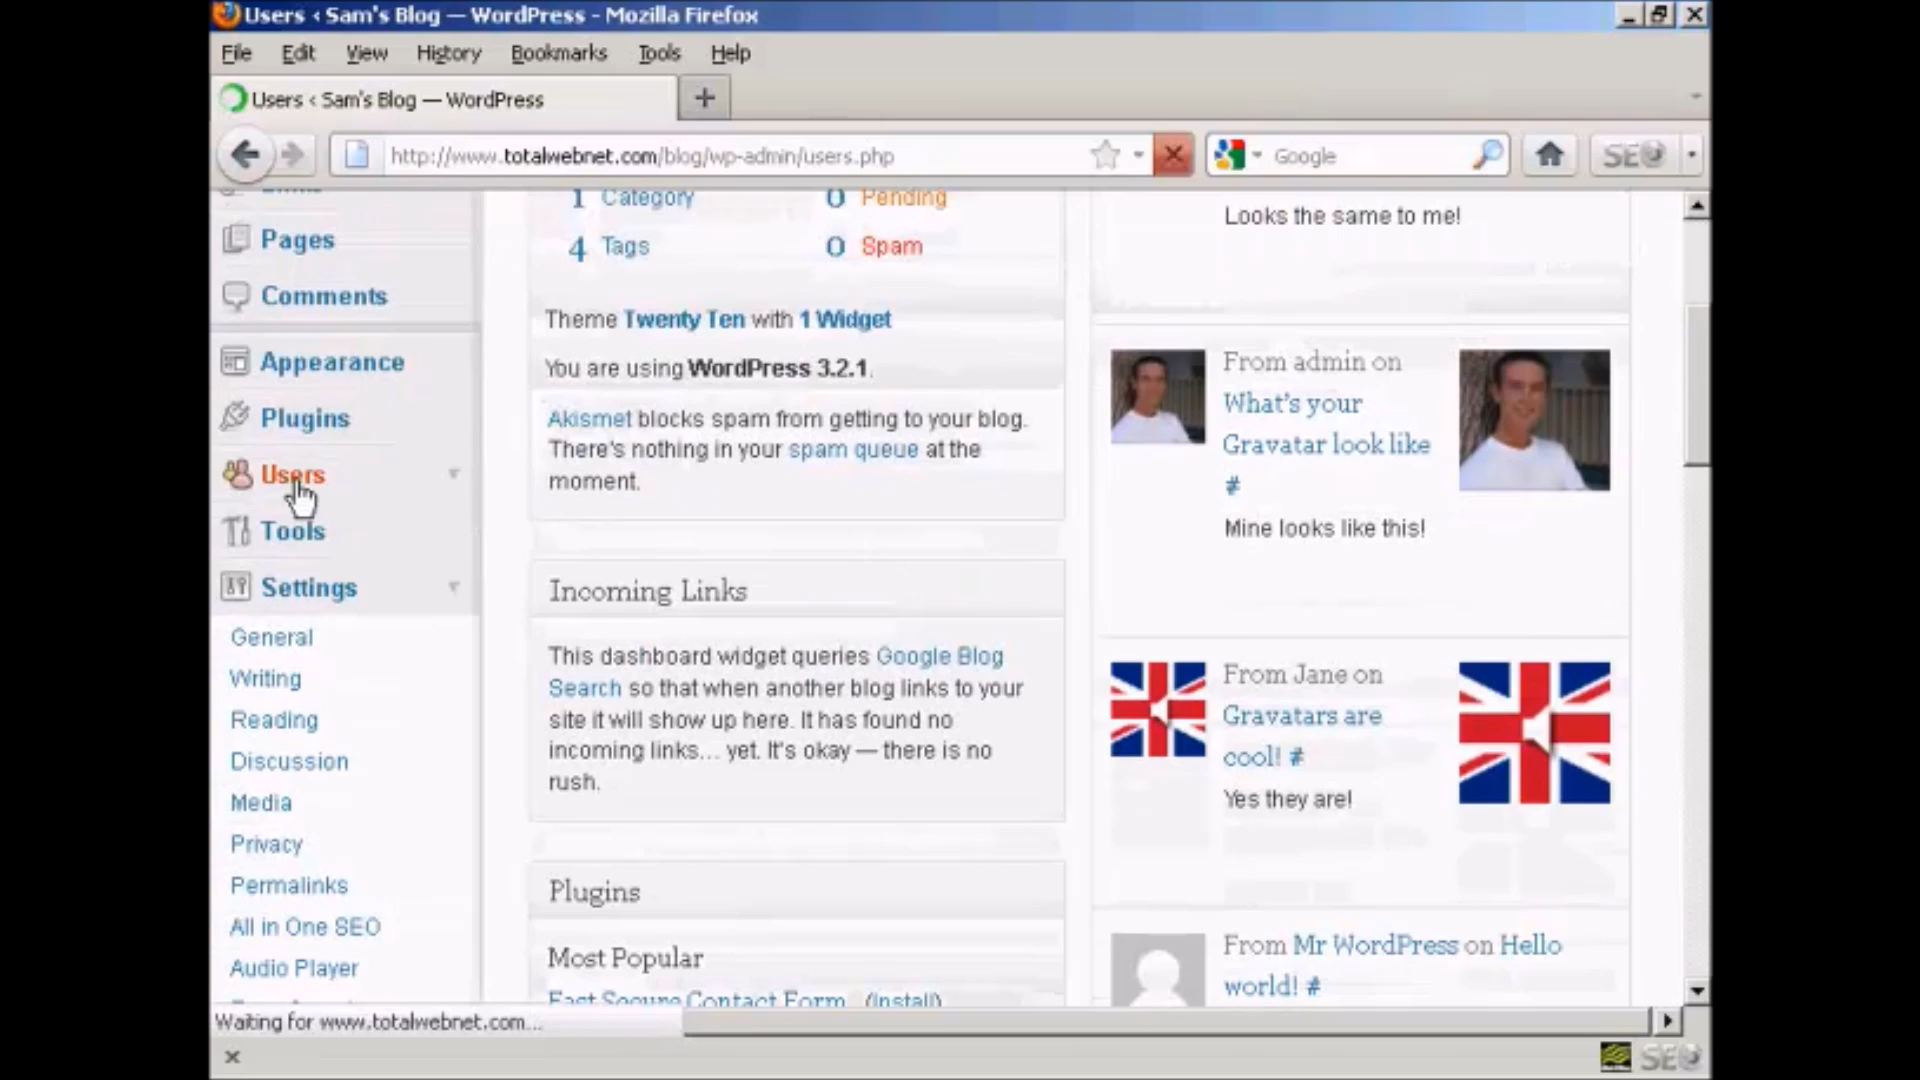 Users ‹ Sam's Blog — WordPress - Mozilla Firefox
File Edit View History Bookmarks Tools Help
Users ‹ Sam's Blog — WordPress
http://www.totalwebnet.com/blog/wp-admin/users.php
Google
SEO
Pages
Comments
Appearance
Plugins
Users
Tools
Settings
General
Writing
Reading
Discussion
Media
Privacy
Permalinks
All in One SEO
Audio Player
1 Category 0 Pending
4 Tags 0 Spam
Theme Twenty Ten with 1 Widget
You are using WordPress 3.2.1.
Akismet blocks spam from getting to your blog.
There's nothing in your spam queue at the
moment.
Incoming Links
This dashboard widget queries Google Blog
Search so that when another blog links to your
site it will show up here. It has found no
incoming links... yet. It's okay — there is no
rush.
Plugins
Most Popular
Fast Secure Contact Form (Install)
Looks the same to me!
From admin on
What's your
Gravatar look like
#
Mine looks like this!
From Jane on
Gravatars are
cool! #
Yes they are!
From Mr WordPress on Hello
world! #
Waiting for www.totalwebnet.com...
SEO